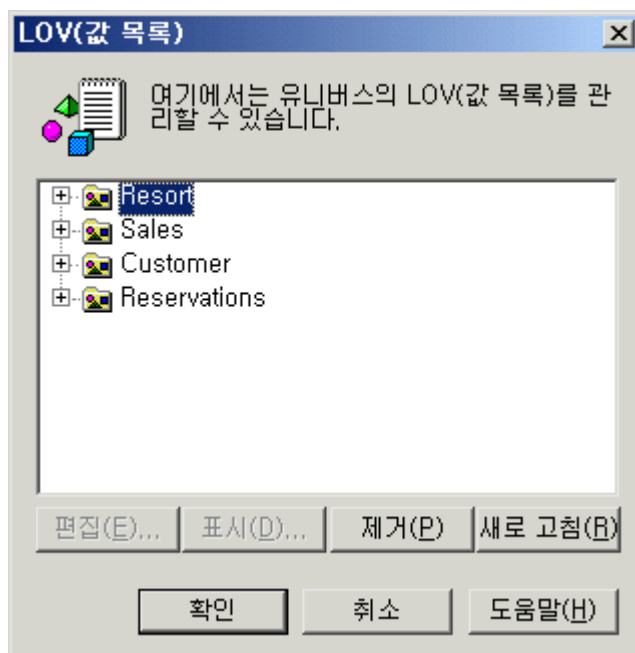 LOV(값 목록)
여기에서는 유니버스의 LOV(값 목록)를 관
리할 수 있습니다.
Resort
Sales
Customer
Reservations
편집(E)... 표시(D)... 제거(P) 새로 고침(R)
확인 취소 도움말(H)